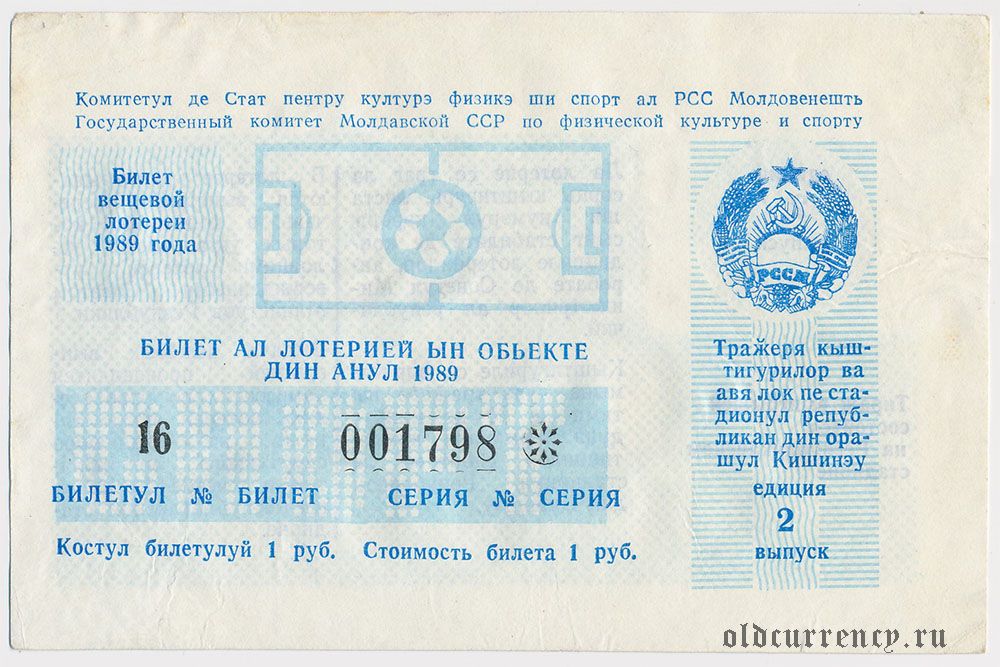 Комитетул де Стат пентру културэ физикэ ши спорт ал РСС Молдовенешть
Государственный комитет Молдавской ССР по физической культуре и спорту
Билет
вещевой
лотереи
1989 года
РССМ
БИЛЕТ АЛ ЛОТЕРИЕЙ ЫН ОБЬЕКТЕ
ДИН АНУЛ 1989
16
001798
БИЛЕТУЛ № БИЛЕТ
СЕРИЯ № СЕРИЯ
Костул билетулуй 1 руб. Стоимость билета 1 руб.
Тражеря кыш-
тигурилор ва
авя лок пе ста-
дионул репуб-
ликан дин ора-
шул Кишинэу
едиция
2
выпуск
oldcurrency.ru